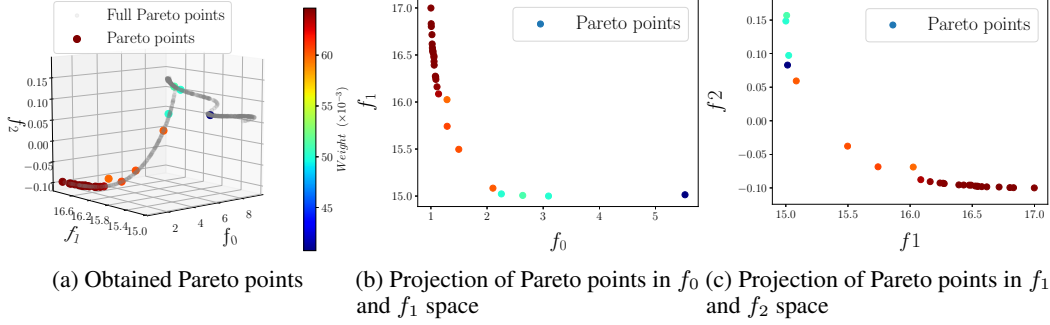 Full Pareto points
Pareto points
0.15
0.10
0.05
0.00
−0.05
−0.10
f2
16.6
16.2
15.8
15.4
15.0
f1
2
4
6
8
f0
60
55
50
45
Weight (×10−3)
(a) Obtained Pareto points
Pareto points
17.0
16.5
16.0
15.5
15.0
f1
1
2
3
5
f0
(b) Projection of Pareto points in f0
and f1 space
Pareto points
0.15
0.10
0.05
0.00
−0.05
−0.10
f2
15.0
15.5
16.0
16.5
17.0
f1
(c) Projection of Pareto points in f1
and f2 space